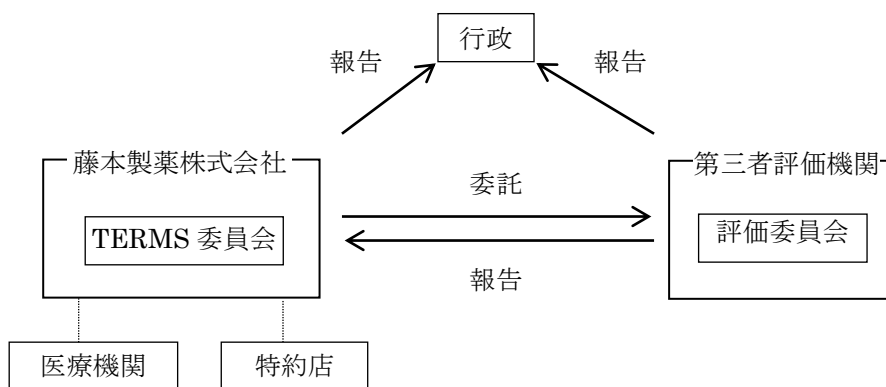 行政
報告
報告
藤本製薬株式会社
第三者評価機関
委託
TERMS 委員会
評価委員会
報告
医療機関
特約店